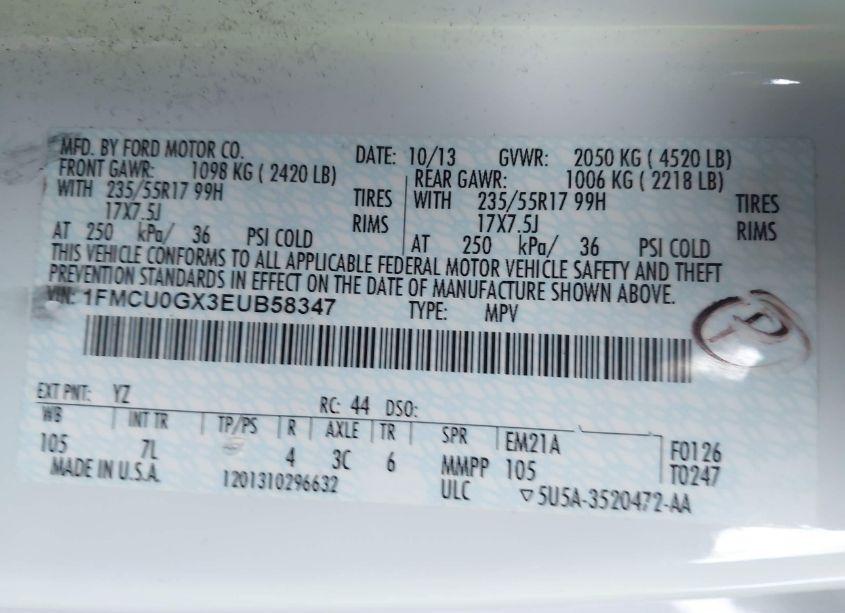 MFD. BY FORD MOTOR CO. DATE: 10/13 GVWR: 2050 KG ( 4520 LB)
FRONT GAWR: 1098 KG ( 2420 LB) REAR GAWR: 1006 KG ( 2218 LB)
WITH 235/55R17 99H TIRES WITH 235/55R17 99H TIRES
17X7.5J RIMS 17X7.5J RIMS
AT 250 kPa/ 36 PSI COLD AT 250 kPa/ 36 PSI COLD
THIS VEHICLE CONFORMS TO ALL APPLICABLE FEDERAL MOTOR VEHICLE SAFETY AND THEFT
PREVENTION STANDARDS IN EFFECT ON THE DATE OF MANUFACTURE SHOWN ABOVE.
VIN: 1FMCU0GX3EUB58347 TYPE: MPV
EXT PNT: YZ RC: 44 DSO:
WB INT TR TP/PS R AXLE TR SPR EM21A F0126
105 7L 4 3C 6 MMPP 105 T0247
MADE IN U.S.A. 1201310296632 ULC ▽5U5A-3520472-AA